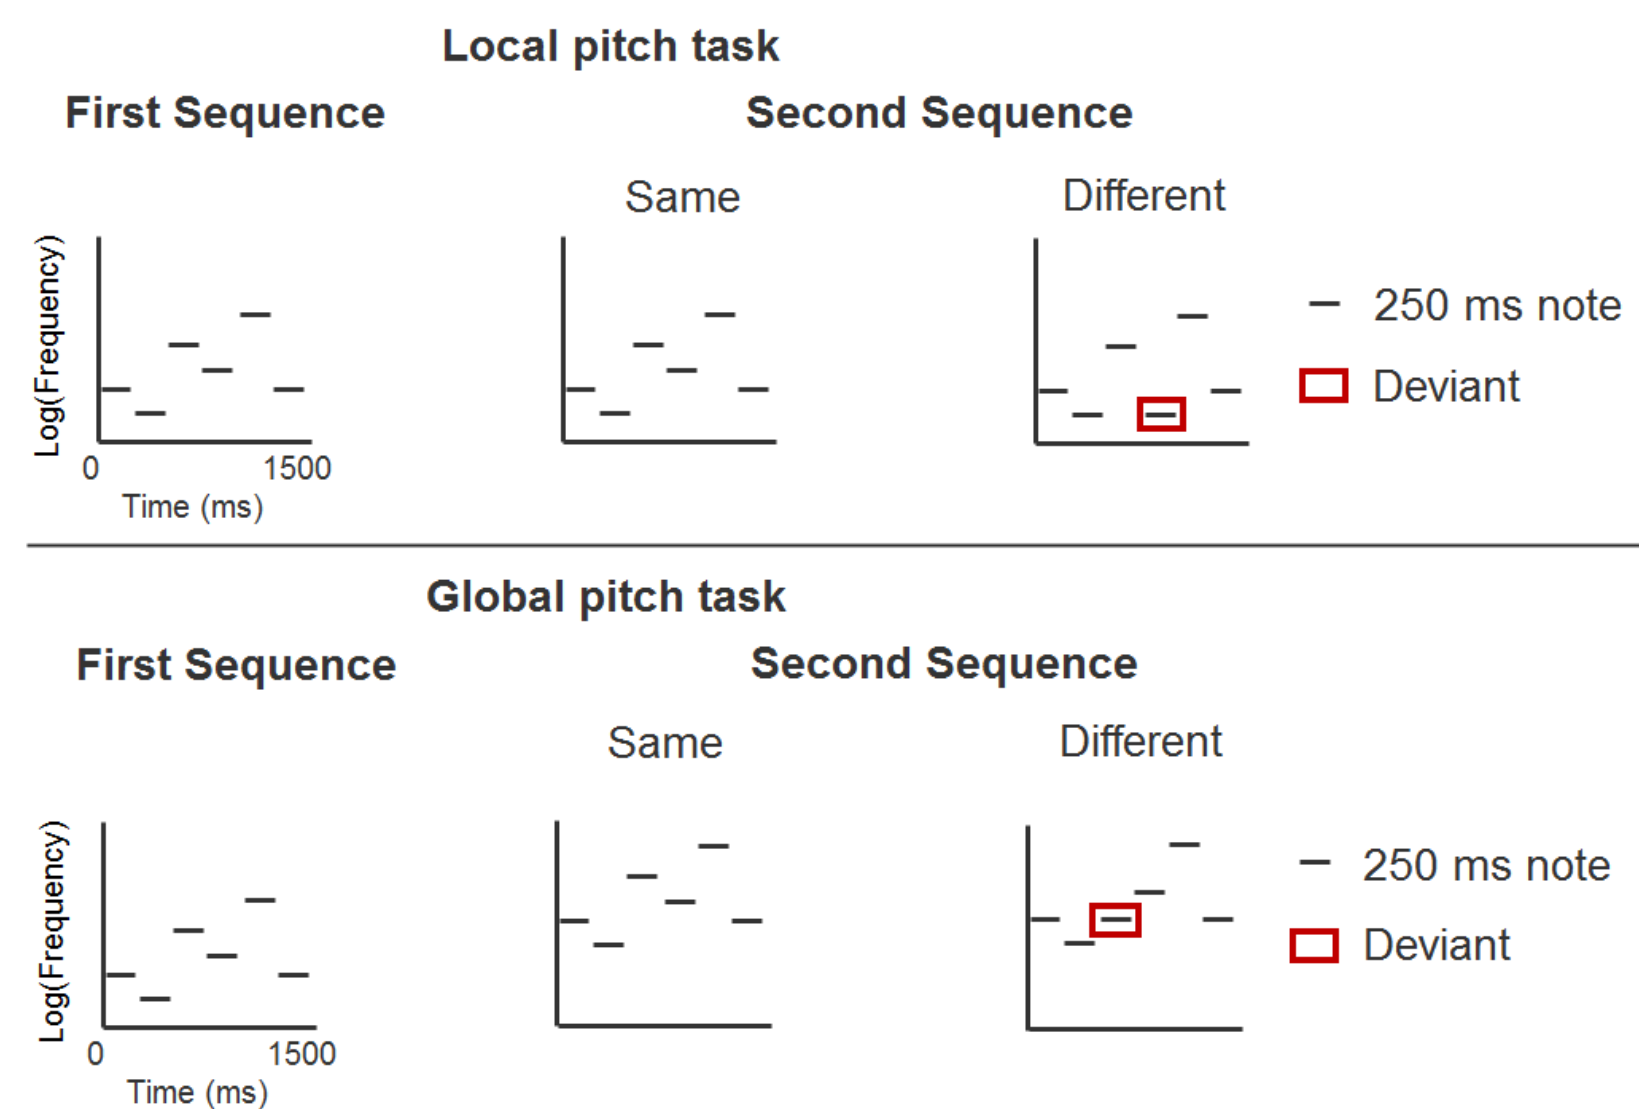 Local pitch task
First Sequence
Second Sequence
Same
Different
Log(Frequency)
0
1500
Time (ms)
250 ms note
Deviant
Global pitch task
First Sequence
Second Sequence
Same
Different
Log(Frequency)
0
1500
Time (ms)
250 ms note
Deviant